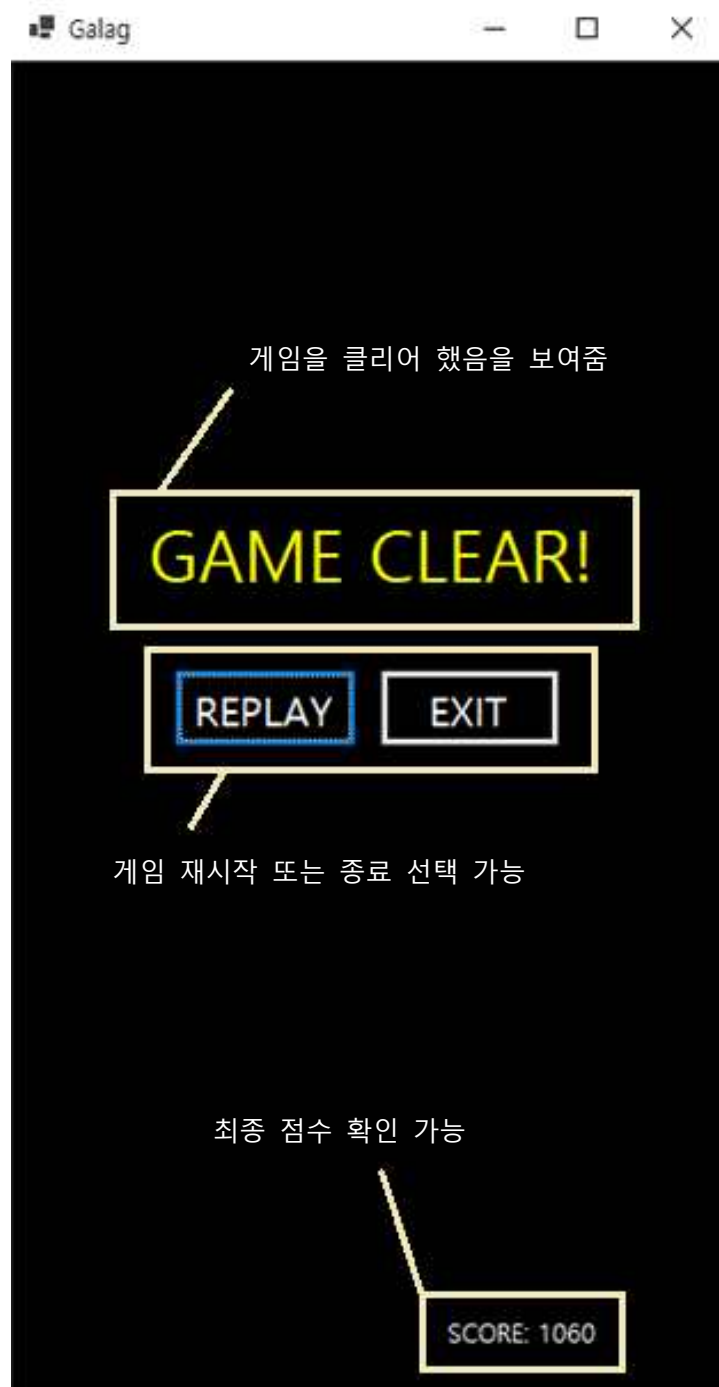 Galag
게임을 클리어 했음을 보여줌
GAME CLEAR!
REPLAY EXIT
게임 재시작 또는 종료 선택 가능
최종 점수 확인 가능
SCORE: 1060